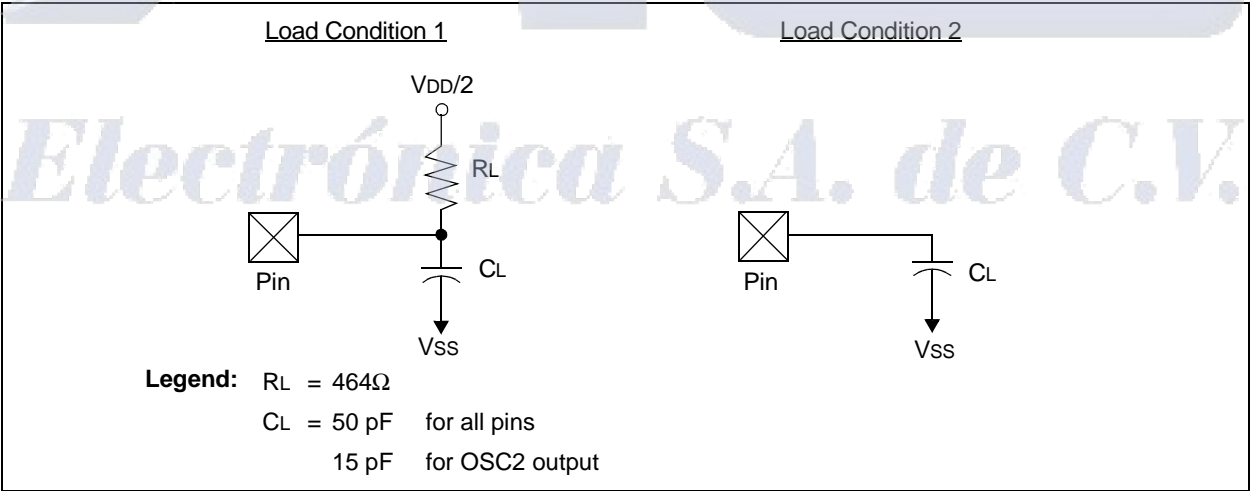 Load Condition 1
Load Condition 2
VDD/2
RL
CL
Pin
VSS
CL
Pin
VSS
Electrónica S.A. de C.V.
Legend: RL = 464Ω
CL = 50 pF for all pins
15 pF for OSC2 output